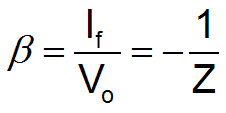 β = I_f / V_o = − 1 / Z